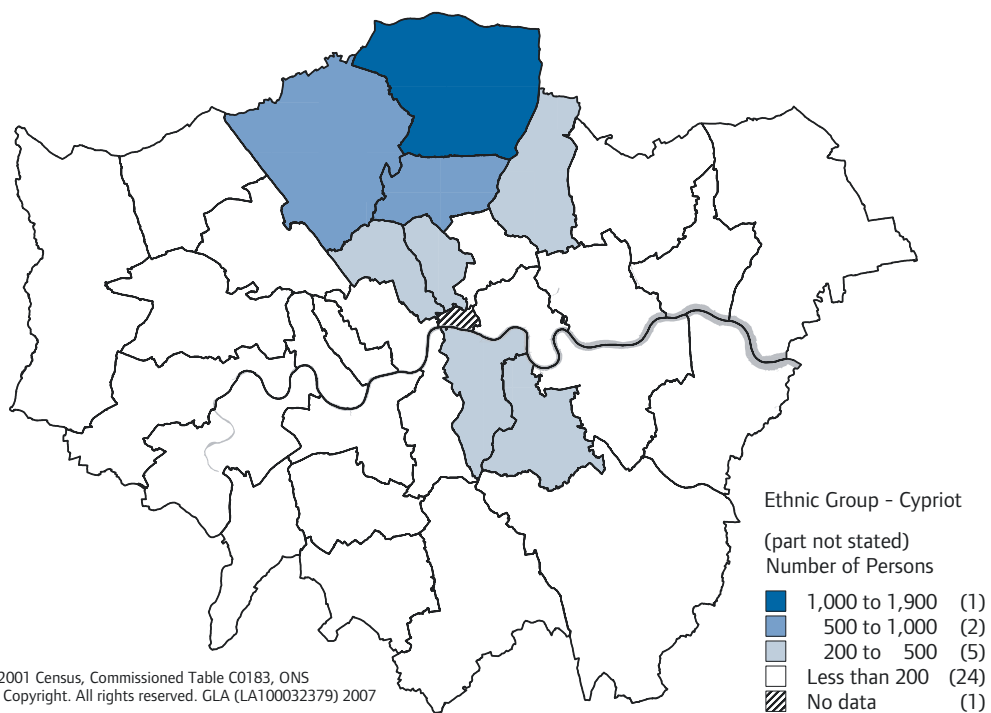 Ethnic Group - Cypriot
(part not stated)
Number of Persons
1,000 to 1,900 (1)
500 to 1,000 (2)
200 to 500 (5)
Less than 200 (24)
No data (1)
2001 Census, Commissioned Table C0183, ONS
Copyright. All rights reserved. GLA (LA100032379) 2007